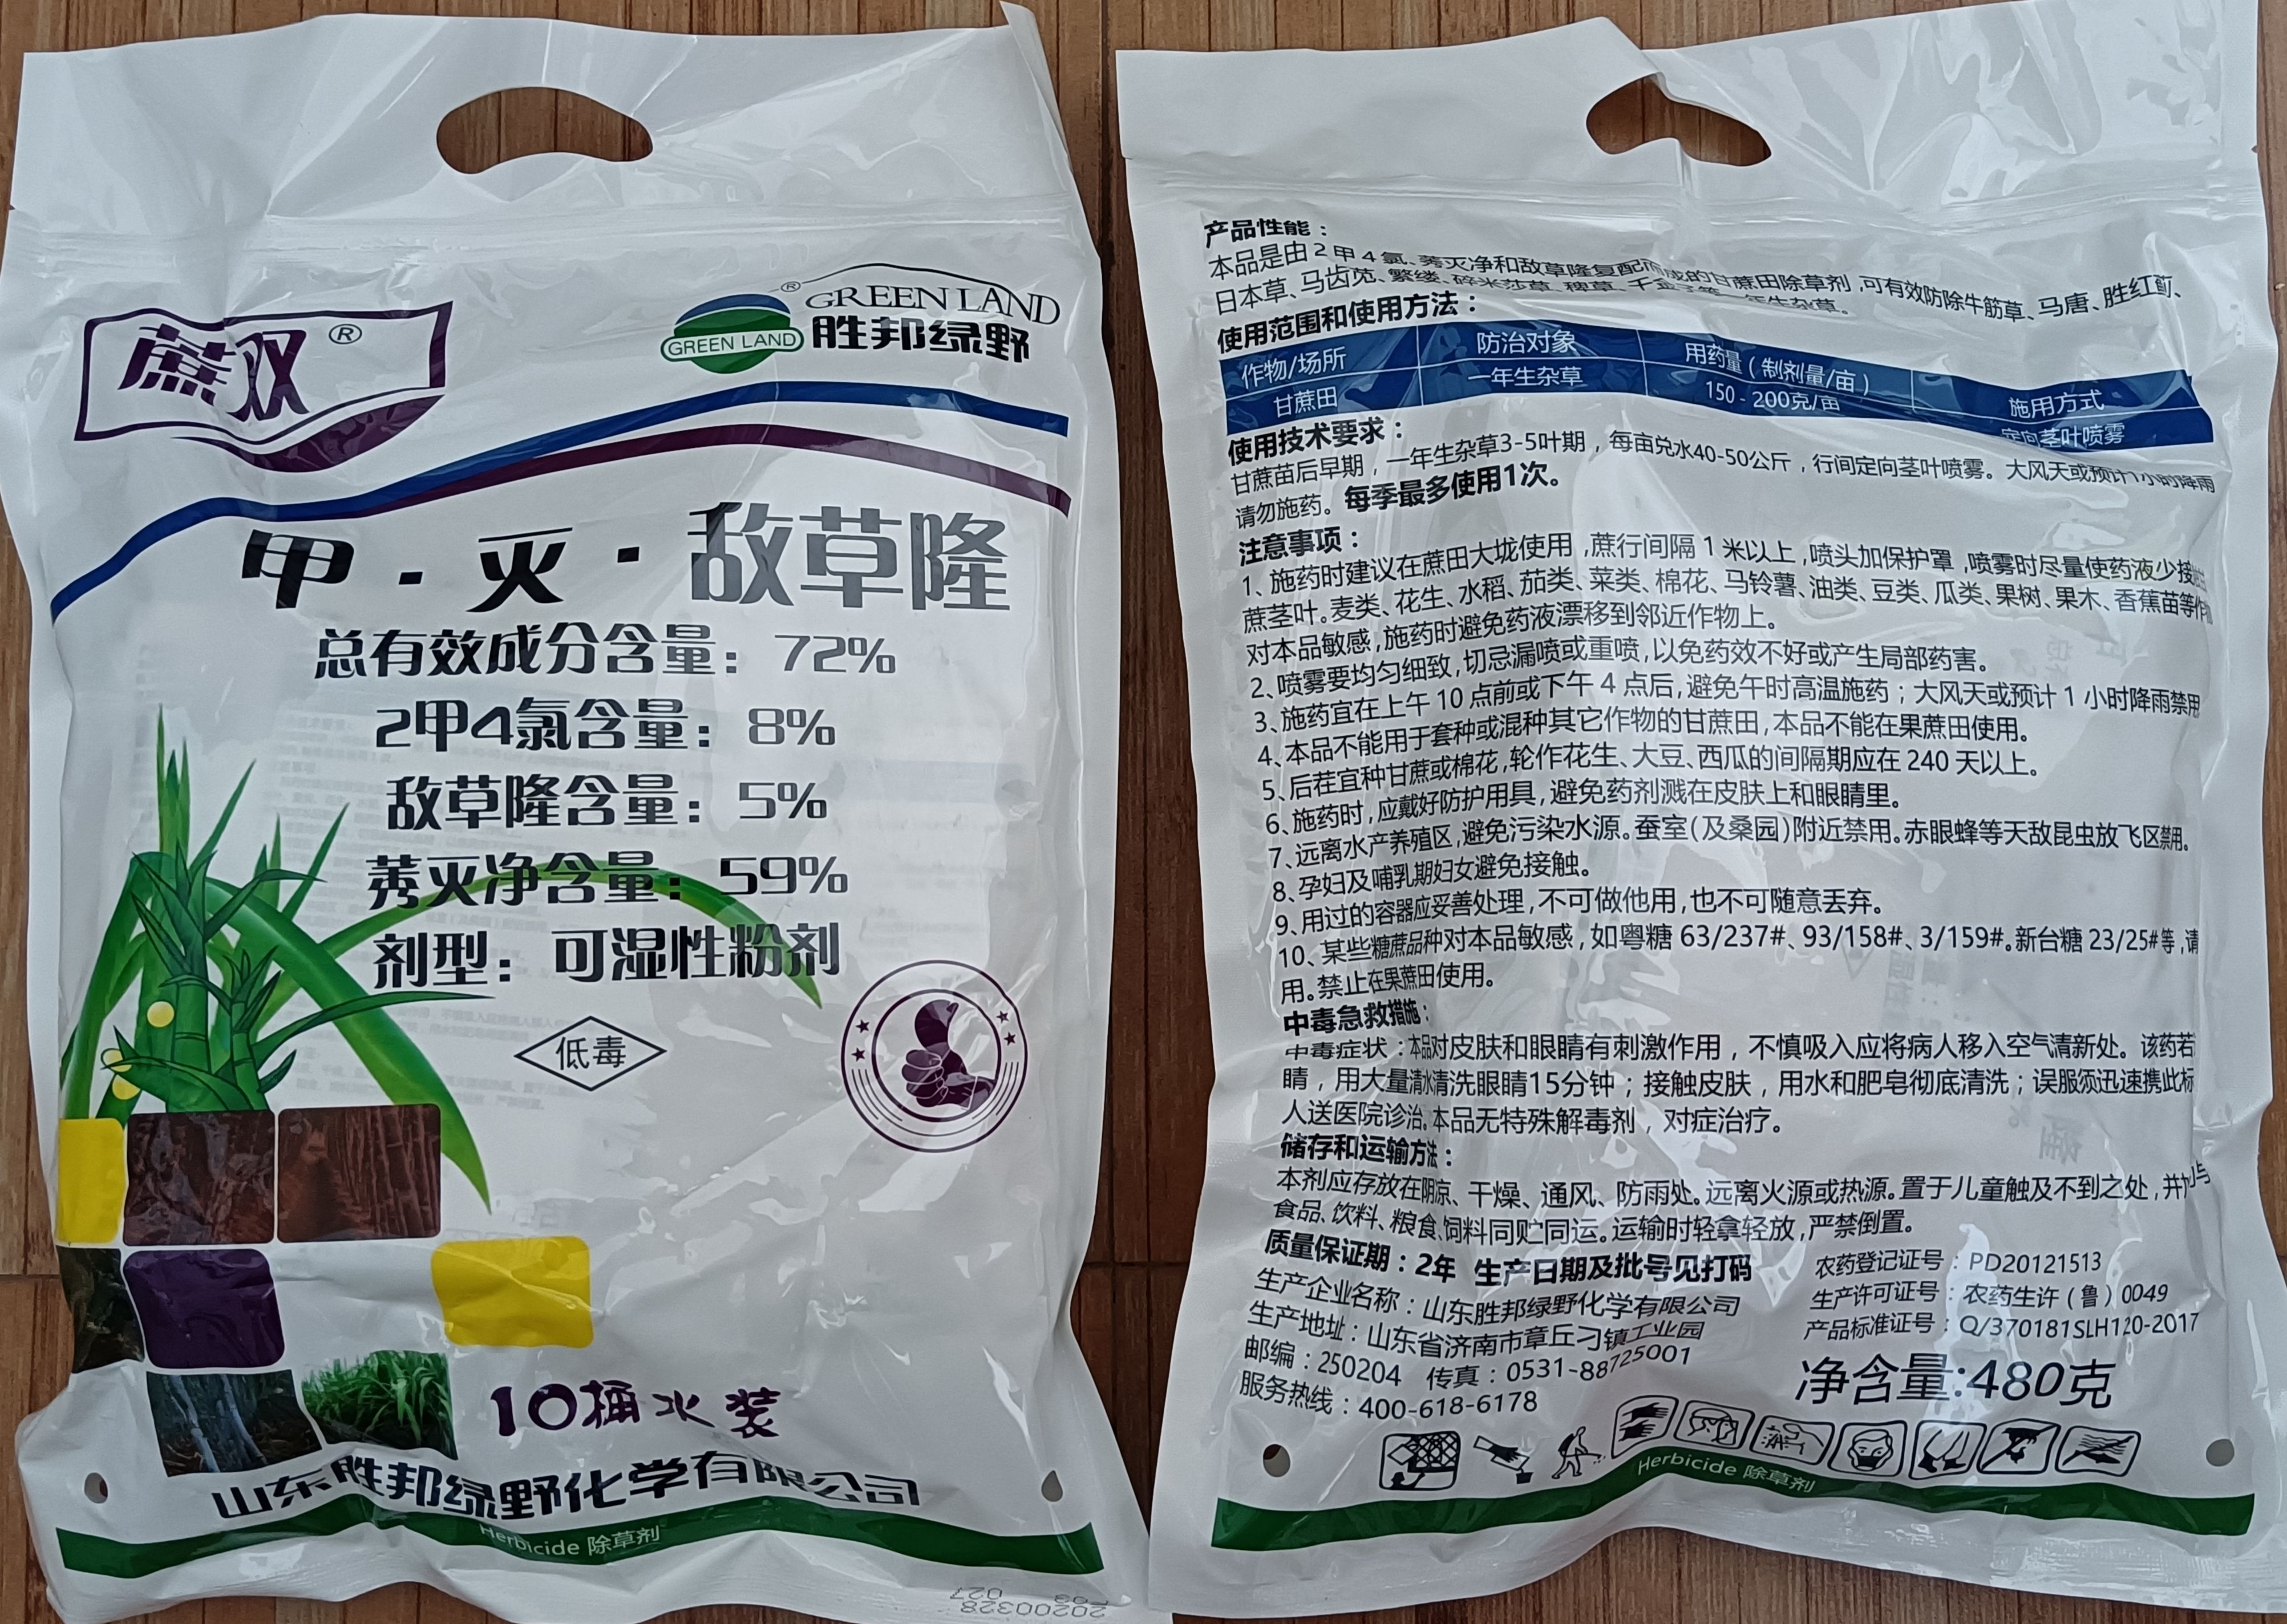 蔗双®
®
GREEN LAND
GREEN LAND
胜邦绿野
甲·灭·敌草隆
总有效成分含量：72%
2甲4氯含量：8%
敌草隆含量：5%
莠灭净含量：59%
剂型：可湿性粉剂
低毒
10桶水装
山东胜邦绿野化学有限公司
Herbicide 除草剂
20200328
027
产品性能：
本品是由2甲4氯、莠灭净和敌草隆复配而成的甘蔗田除草剂,可有效防除牛筋草、马唐、胜红蓟、
日本草、马齿苋、繁缕、碎米莎草、稗草、千金子等一年生杂草。
使用范围和使用方法：
作物/场所 防治对象 用药量（制剂量/亩） 施用方式
甘蔗田 一年生杂草 150-200克/亩 定向茎叶喷雾
使用技术要求：
甘蔗苗后早期，一年生杂草3-5叶期，每亩兑水40-50公斤，行间定向茎叶喷雾。大风天或预计1小时降雨
请勿施药。每季最多使用1次。
注意事项：
1、施药时建议在蔗田大垅使用,蔗行间隔1米以上,喷头加保护罩,喷雾时尽量使药液少接
蔗茎叶。麦类、花生、水稻、茄类、菜类、棉花、马铃薯、油类、豆类、瓜类、果树、果木、香蕉苗等作物
对本品敏感,施药时避免药液漂移到邻近作物上。
2、喷雾要均匀细致,切忌漏喷或重喷,以免药效不好或产生局部药害。
3、施药宜在上午10点前或下午4点后,避免午时高温施药；大风天或预计1小时降雨禁用
4、本品不能用于套种或混种其它作物的甘蔗田,本品不能在果蔗田使用。
5、后茬宜种甘蔗或棉花,轮作花生、大豆、西瓜的间隔期应在240天以上。
6、施药时,应戴好防护用具,避免药剂溅在皮肤上和眼睛里。
7、远离水产养殖区,避免污染水源。蚕室(及桑园)附近禁用。赤眼蜂等天敌昆虫放飞区禁用。
8、孕妇及哺乳期妇女避免接触。
9、用过的容器应妥善处理,不可做他用,也不可随意丢弃。
10、某些糖蔗品种对本品敏感,如粤糖63/237#、93/158#、3/159#。新台糖23/25#等,请
用。禁止在果蔗田使用。
中毒急救措施：
中毒症状：本品对皮肤和眼睛有刺激作用，不慎吸入应将病人移入空气清新处。该药若
睛，用大量清水清洗眼睛15分钟；接触皮肤，用水和肥皂彻底清洗；误服须迅速携此标
人送医院诊治。本品无特殊解毒剂，对症治疗。
储存和运输方法：
本剂应存放在阴凉、干燥、通风、防雨处。远离火源或热源。置于儿童触及不到之处,并 与
食品、饮料、粮食、饲料同贮同运。运输时轻拿轻放,严禁倒置。
质量保证期：2年 生产日期及批号见打码
生产企业名称：山东胜邦绿野化学有限公司
生产地址：山东省济南市章丘刁镇工业园
邮编：250204 传真：0531-88725001
服务热线：400-618-6178
农药登记证号：PD20121513
生产许可证号：农药生许（鲁）0049
产品标准证号：Q/370181SLH120-2017
净含量:480克
Herbicide 除草剂